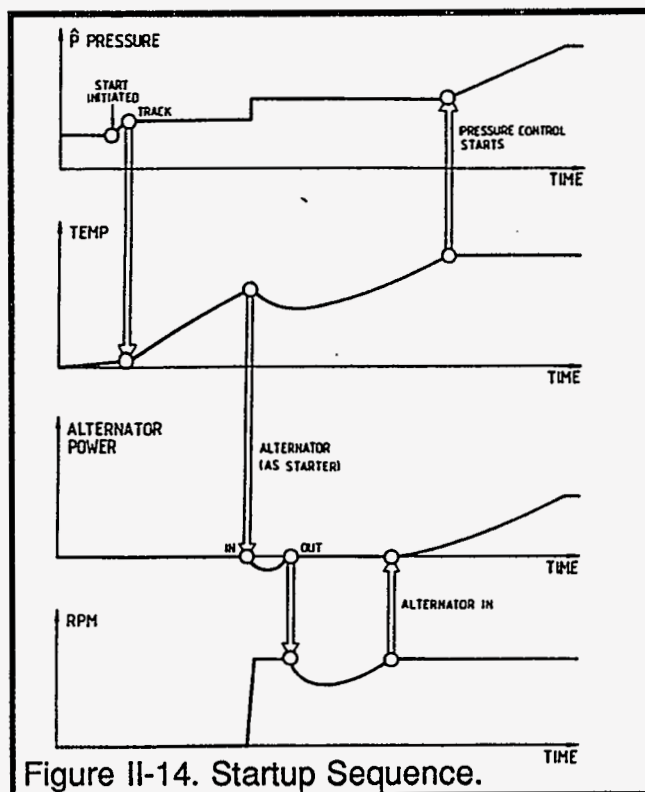 P̂ PRESSURE
START
INITIATED
TRACK
PRESSURE CONTROL
STARTS
TIME
TEMP
TIME
ALTERNATOR
POWER
ALTERNATOR
(AS STARTER)
IN
OUT
TIME
ALTERNATOR IN
RPM
TIME
Figure II-14. Startup Sequence.